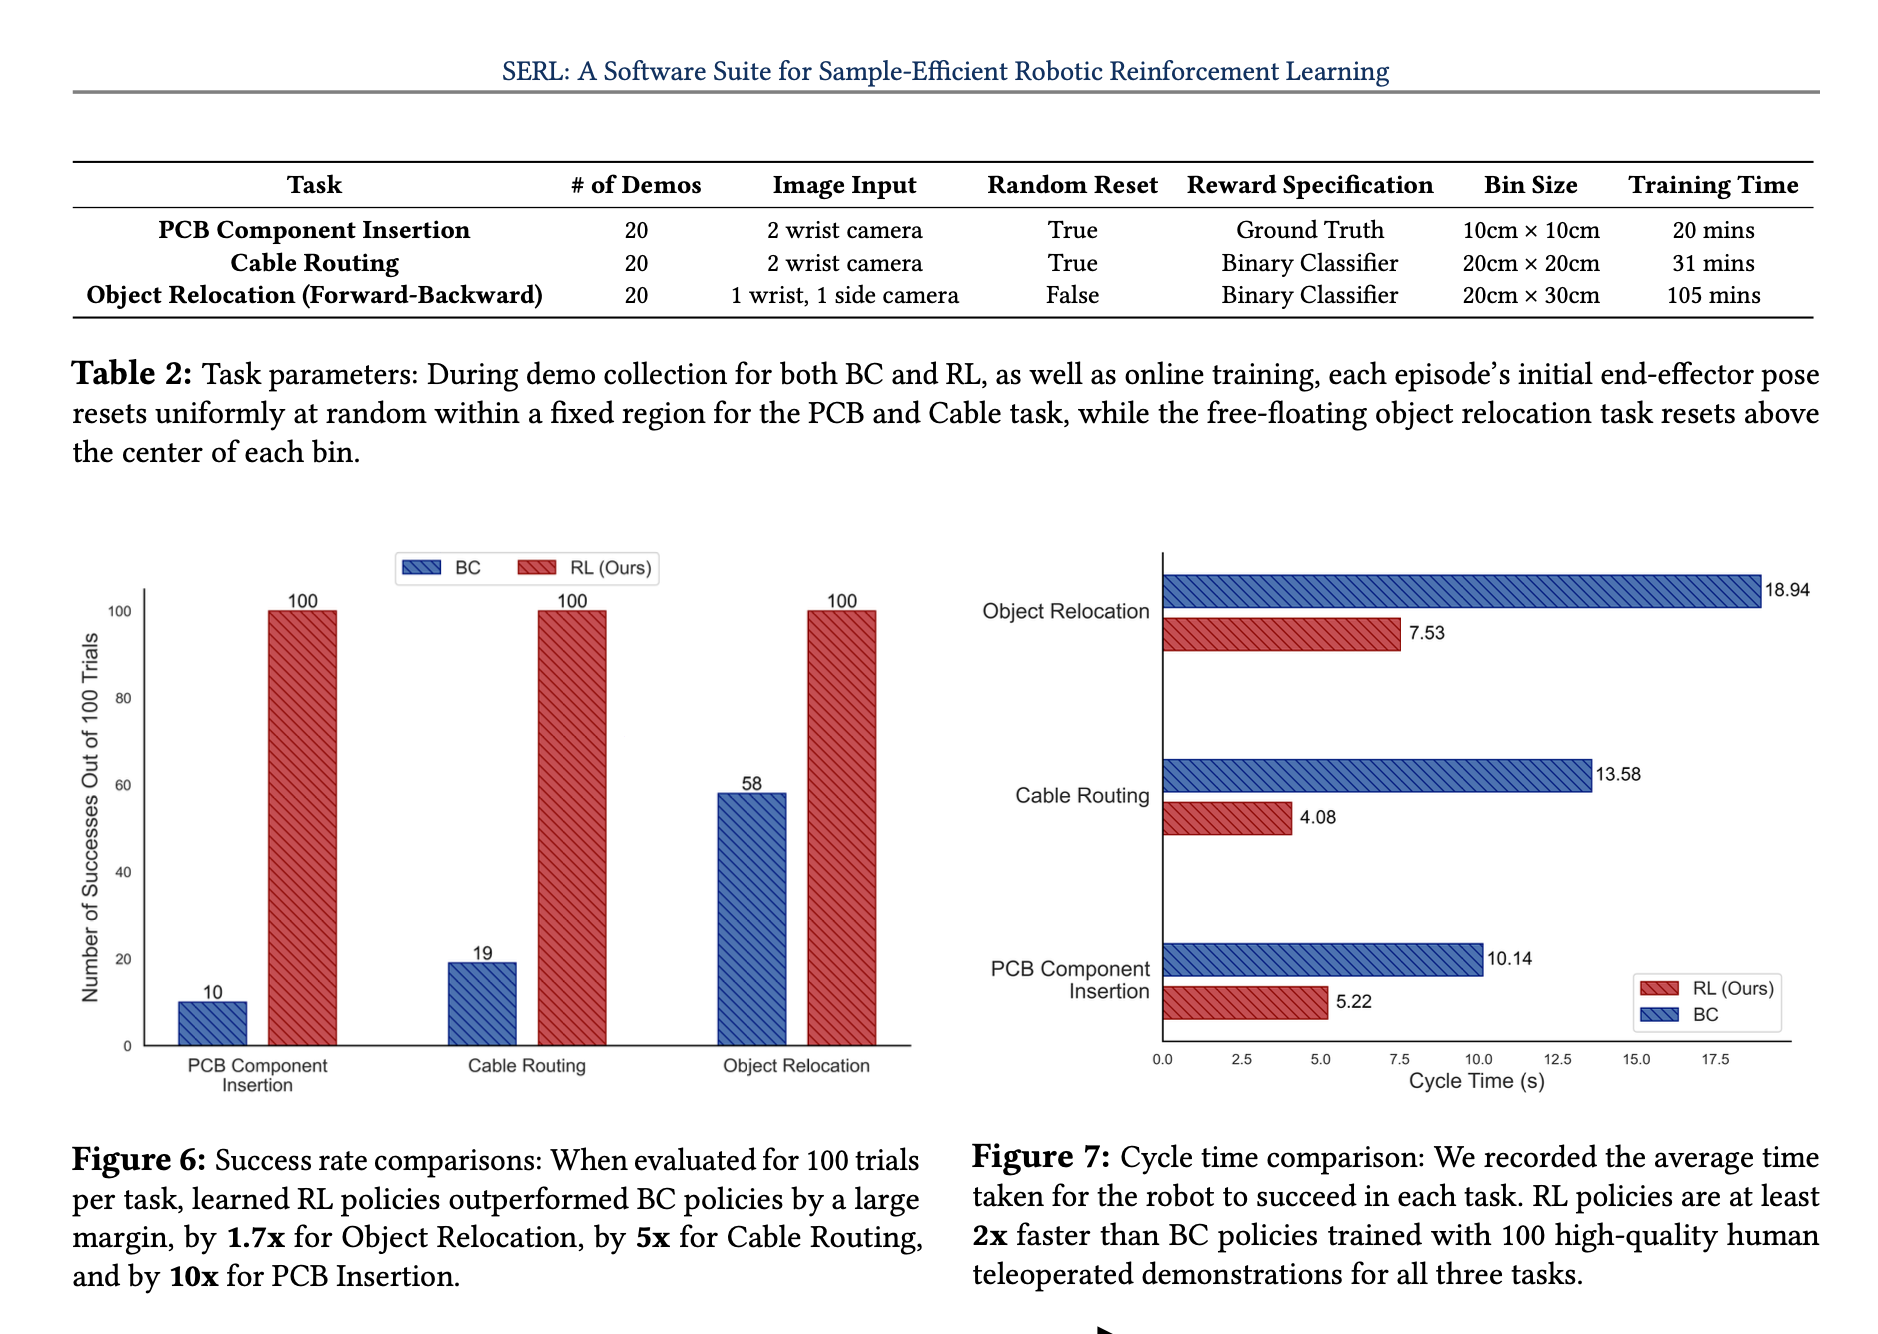 SERL: A Software Suite for Sample-Efficient Robotic Reinforcement Learning
Task # of Demos Image Input Random Reset Reward Specification Bin Size Training Time
PCB Component Insertion 20 2 wrist camera True Ground Truth 10cm × 10cm 20 mins
Cable Routing 20 2 wrist camera True Binary Classifier 20cm × 20cm 31 mins
Object Relocation (Forward-Backward) 20 1 wrist, 1 side camera False Binary Classifier 20cm × 30cm 105 mins
Table 2: Task parameters: During demo collection for both BC and RL, as well as online training, each episode's initial end-effector pose
resets uniformly at random within a fixed region for the PCB and Cable task, while the free-floating object relocation task resets above
the center of each bin.
BC RL (Ours)
Number of Successes Out of 100 Trials
100
80
60
40
20
0
10
100
19
100
58
100
PCB Component
Insertion
Cable Routing
Object Relocation
Object Relocation
18.94
7.53
Cable Routing
13.58
4.08
PCB Component
Insertion
10.14
5.22
RL (Ours)
BC
0.0 2.5 5.0 7.5 10.0 12.5 15.0 17.5
Cycle Time (s)
Figure 6: Success rate comparisons: When evaluated for 100 trials
per task, learned RL policies outperformed BC policies by a large
margin, by 1.7x for Object Relocation, by 5x for Cable Routing,
and by 10x for PCB Insertion.
Figure 7: Cycle time comparison: We recorded the average time
taken for the robot to succeed in each task. RL policies are at least
2x faster than BC policies trained with 100 high-quality human
teleoperated demonstrations for all three tasks.